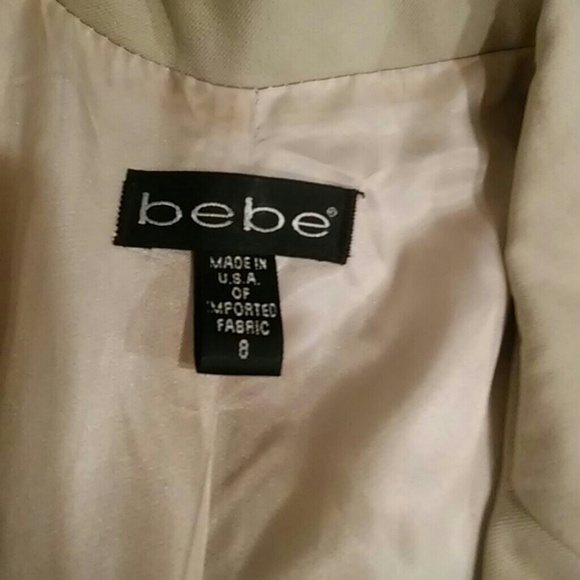 bebe®
MADE IN
U.S.A.
OF
IMPORTED
FABRIC
8